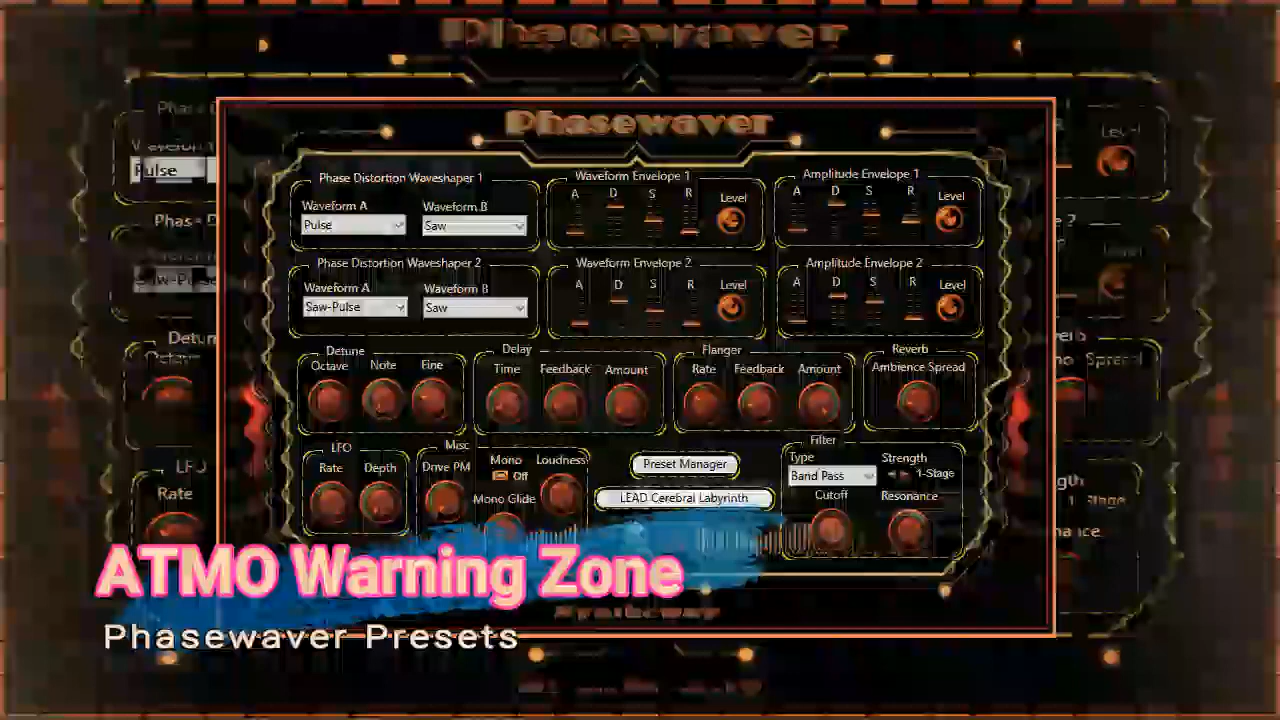 Phasewaver
Phasewaver
Phase Distortion Waveshaper 1
Waveform A
Waveform B
Pulse
Saw
Waveform Envelope 1
A D S R
Level
Amplitude Envelope 1
A D S R
Level
Phase Distortion Waveshaper 2
Waveform A
Waveform B
Saw-Pulse
Saw
Waveform Envelope 2
A D S R
Level
Amplitude Envelope 2
A D S R
Level
Detune
Octave Note Fine
Delay
Time Feedback Amount
Flanger
Rate Feedback Amount
Reverb
Ambience Spread
LFO
Rate Depth
Misc
Drive PM
Mono
Off
Loudness
Mono Glide
Preset Manager
LEAD Cerebral Labyrinth
Filter
Type
Band Pass
Strength
1-Stage
Cutoff
Resonance
Pulse
LFO
Rate
Level
ATMO Warning Zone
Phasewaver Presets